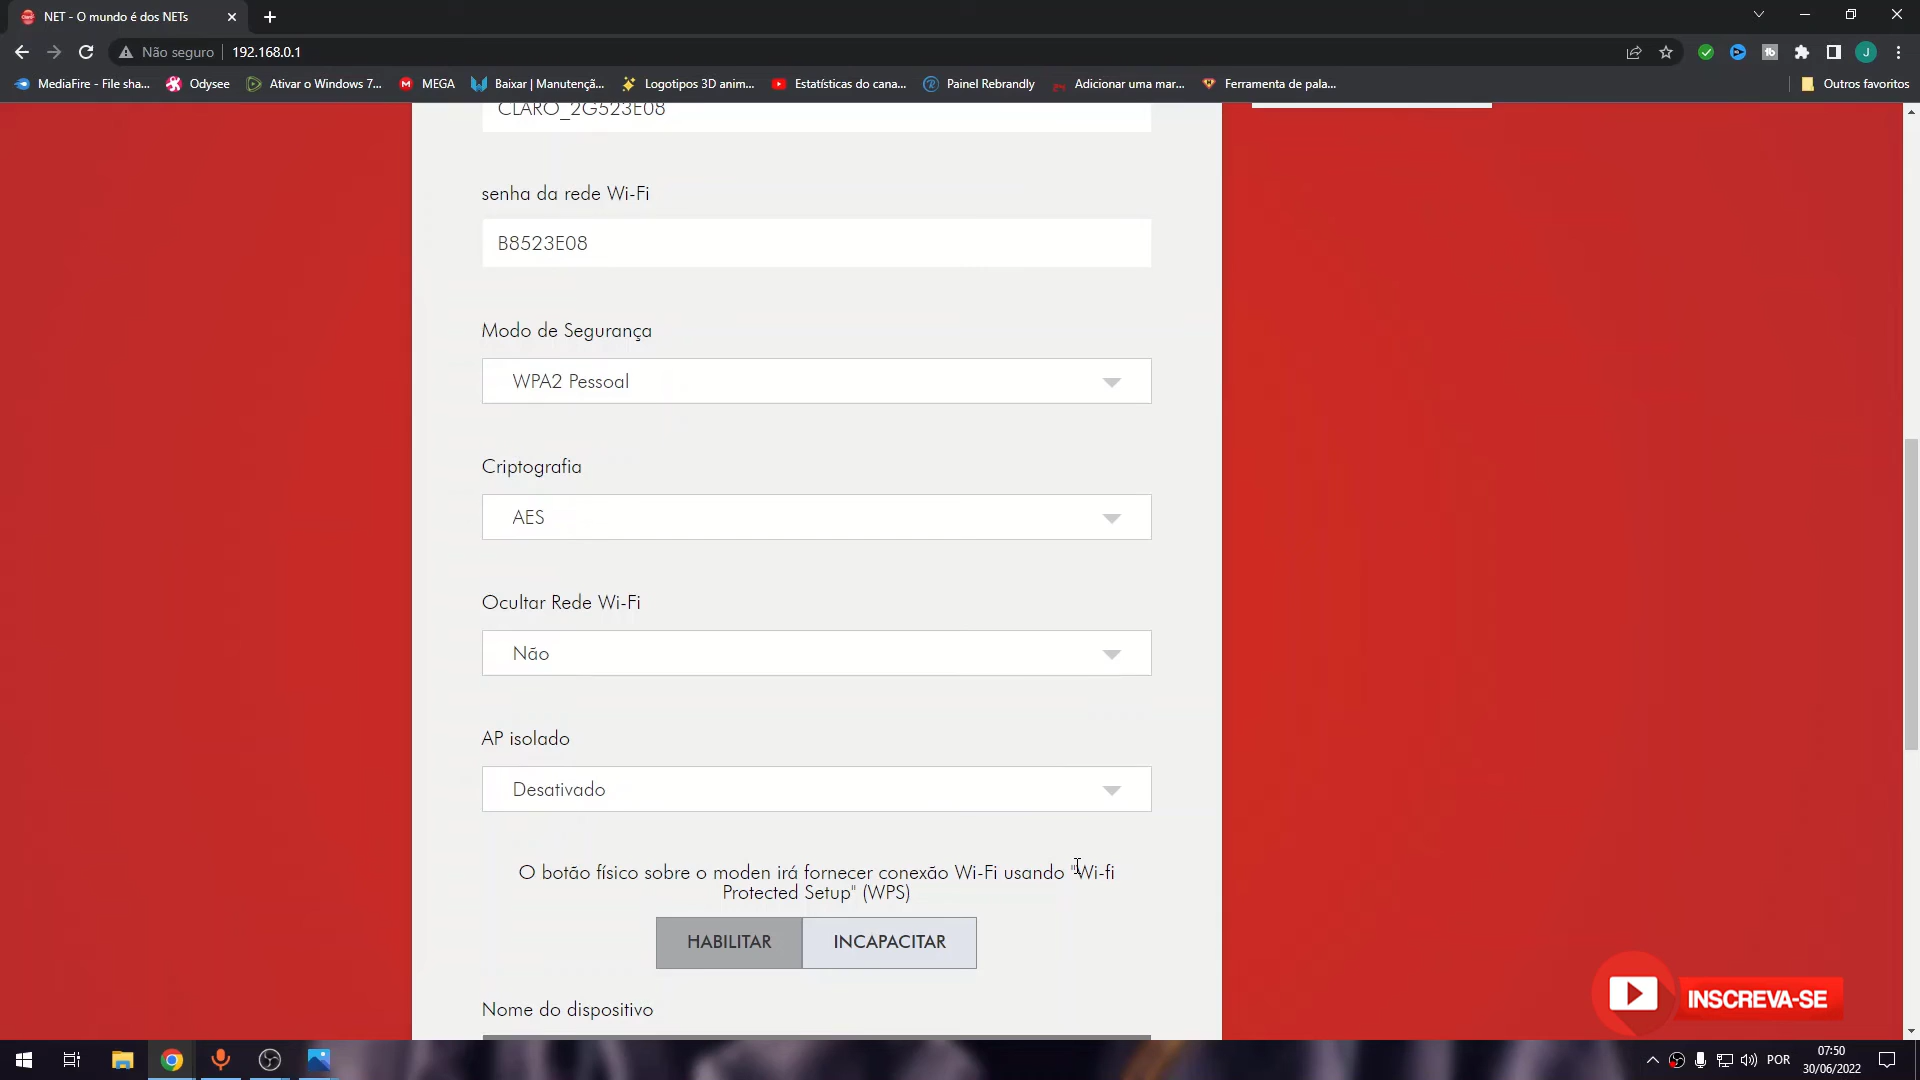 NET - O mundo é dos NETs
Não seguro
192.168.0.1
MediaFire - File sha...
Odysee
Ativar o Windows 7...
MEGA
Baixar | Manutençã...
Logotipos 3D anim...
Estatísticas do cana...
Painel Rebrandly
Adicionar uma mar...
Ferramenta de pala...
Outros favoritos
J
CLARO_2G523E08
senha da rede Wi-Fi
B8523E08
Modo de Segurança
WPA2 Pessoal
Criptografia
AES
Ocultar Rede Wi-Fi
Não
AP isolado
Desativado
O botão físico sobre o moden irá fornecer conexão Wi-Fi usando "Wi-fi
Protected Setup" (WPS)
HABILITAR
INCAPACITAR
Nome do dispositivo
INSCREVA-SE
POR
07:50
30/06/2022